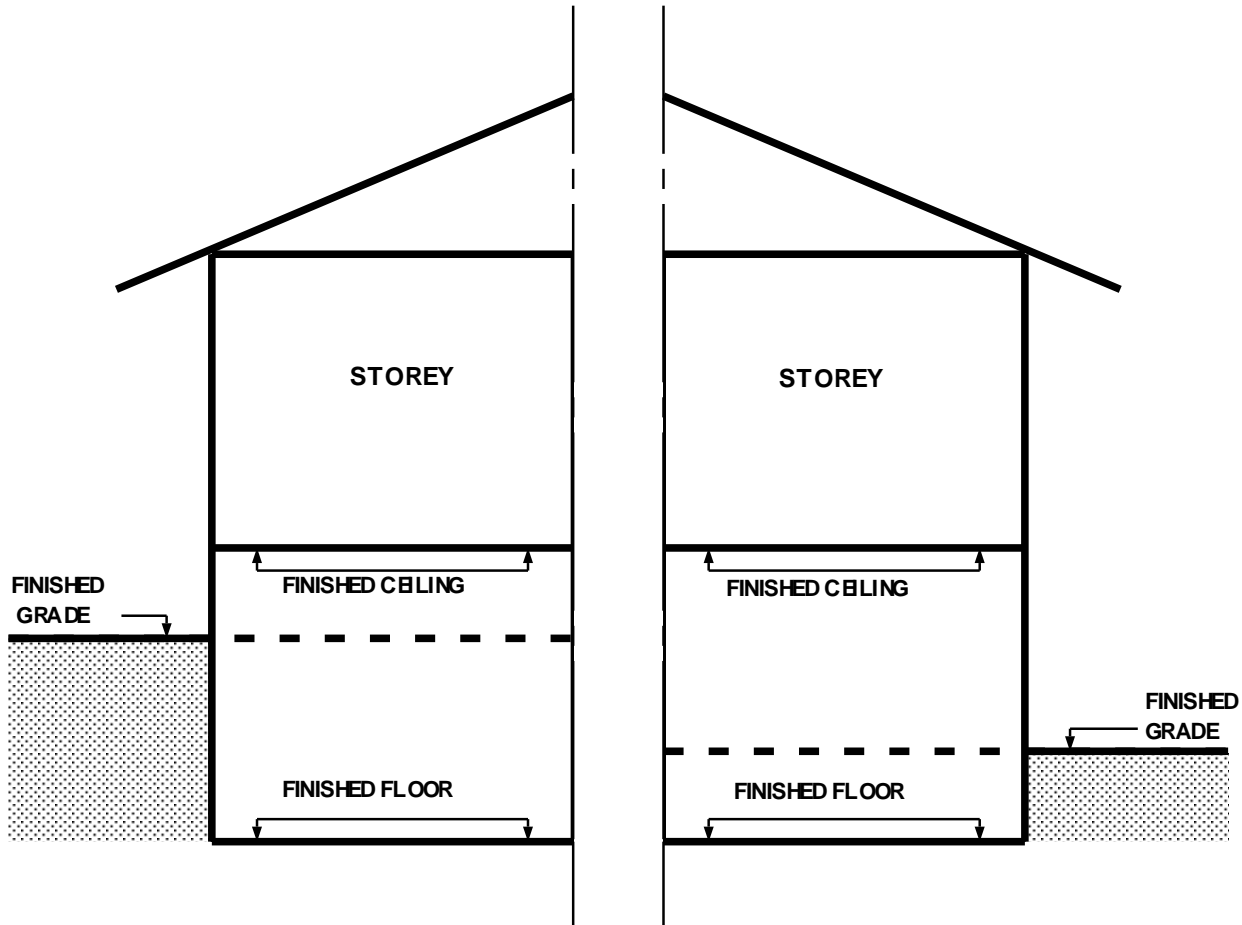 STOREY
STOREY
FINISHED
GRADE
FINISHED CEILING
FINISHED CEILING
FINISHED
GRADE
FINISHED FLOOR
FINISHED FLOOR